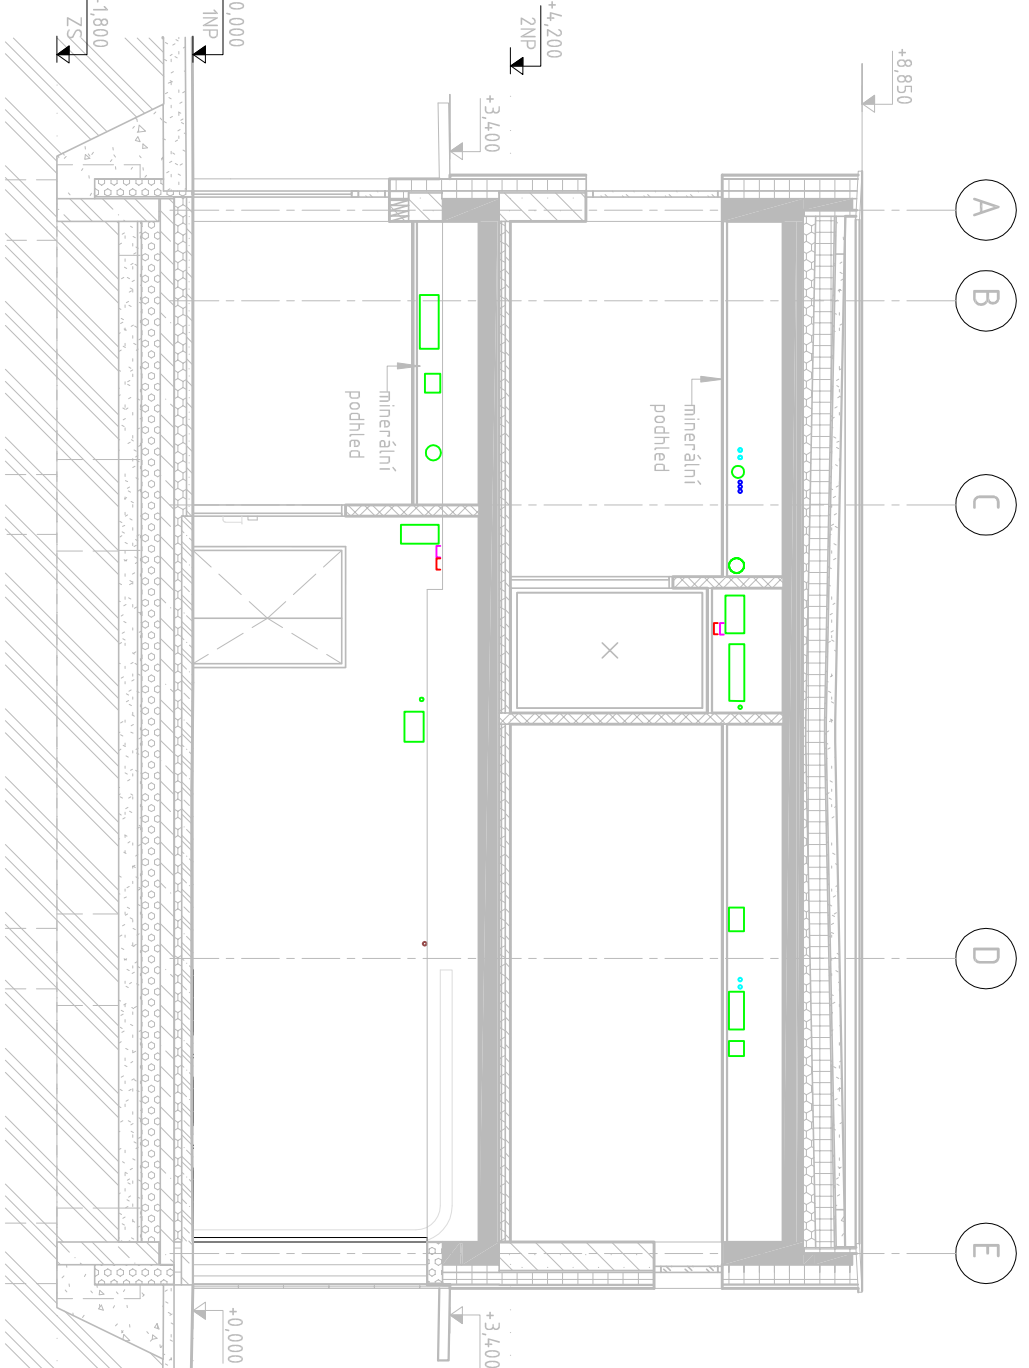 A
B
C
D
E
+8,850
minerální
podhled
+4,200
2NP
+3,400
minerální
podhled
+3,400
0,000
1NP
+0,000
-1,800
ZS